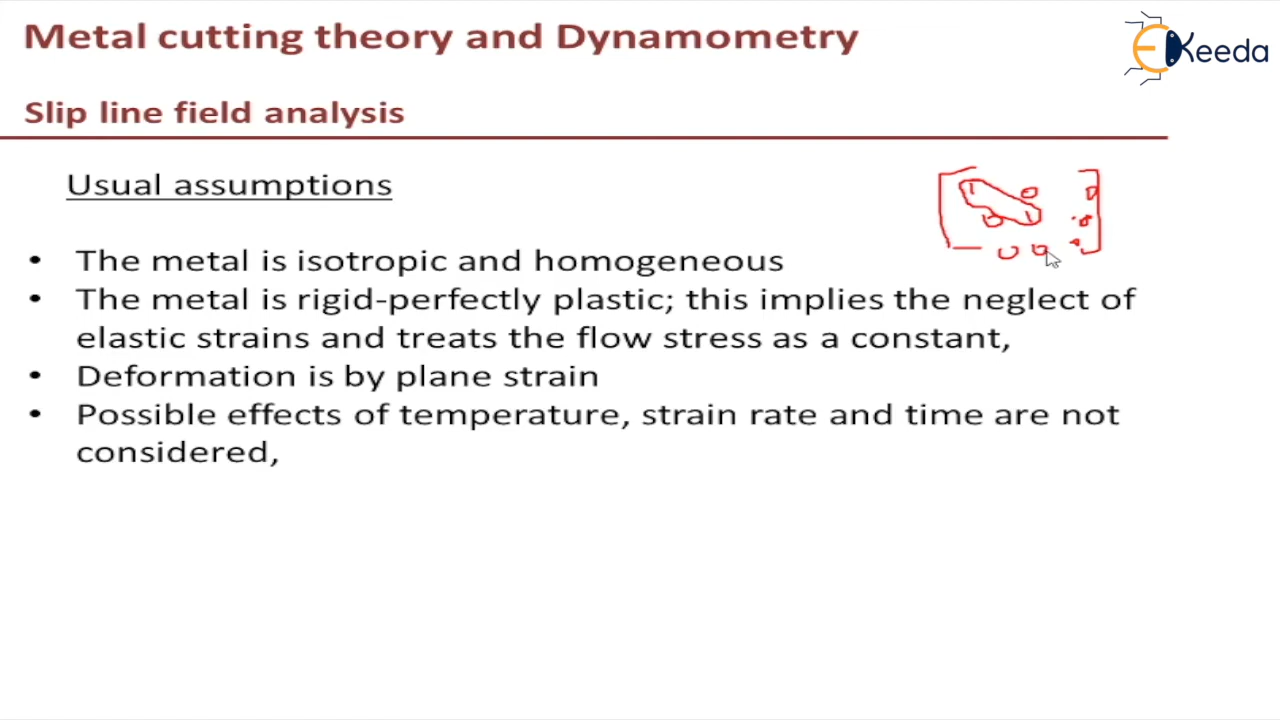 Metal cutting theory and Dynamometry
EKeeda
Slip line field analysis
Usual assumptions
• The metal is isotropic and homogeneous
• The metal is rigid-perfectly plastic; this implies the neglect of
elastic strains and treats the flow stress as a constant,
• Deformation is by plane strain
• Possible effects of temperature, strain rate and time are not
considered,